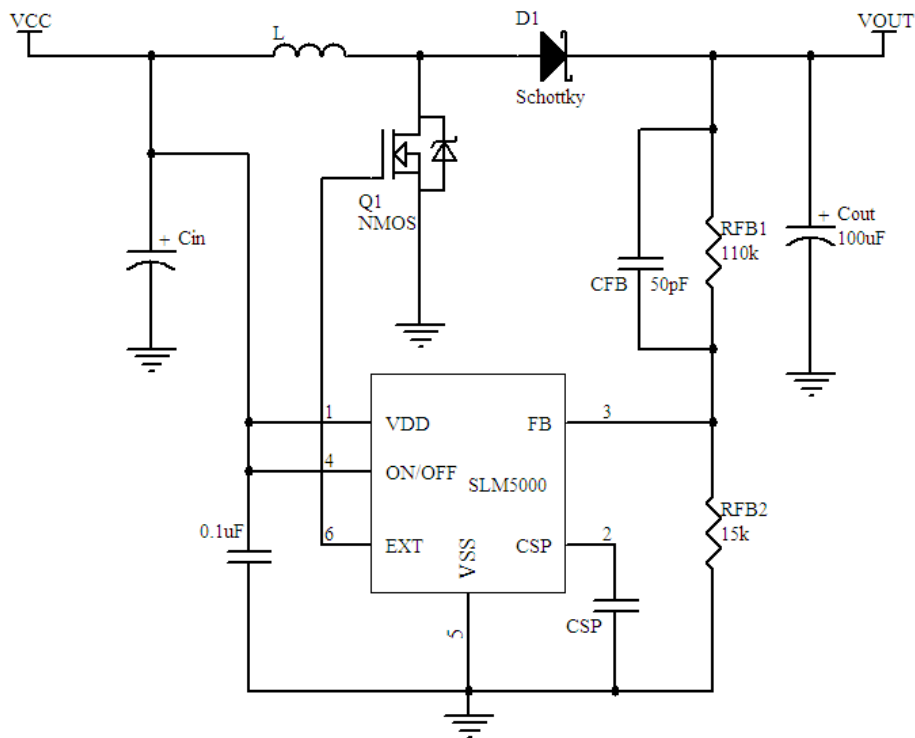 VCC
L
D1
VOUT
Schottky
Q1
NMOS
+ Cin
+ Cout
100uF
RFB1
110k
CFB 50pF
1 VDD
FB 3
4 ON/OFF
SLM5000
RFB2
15k
0.1uF
6 EXT
CSP 2
VSS
CSP
5